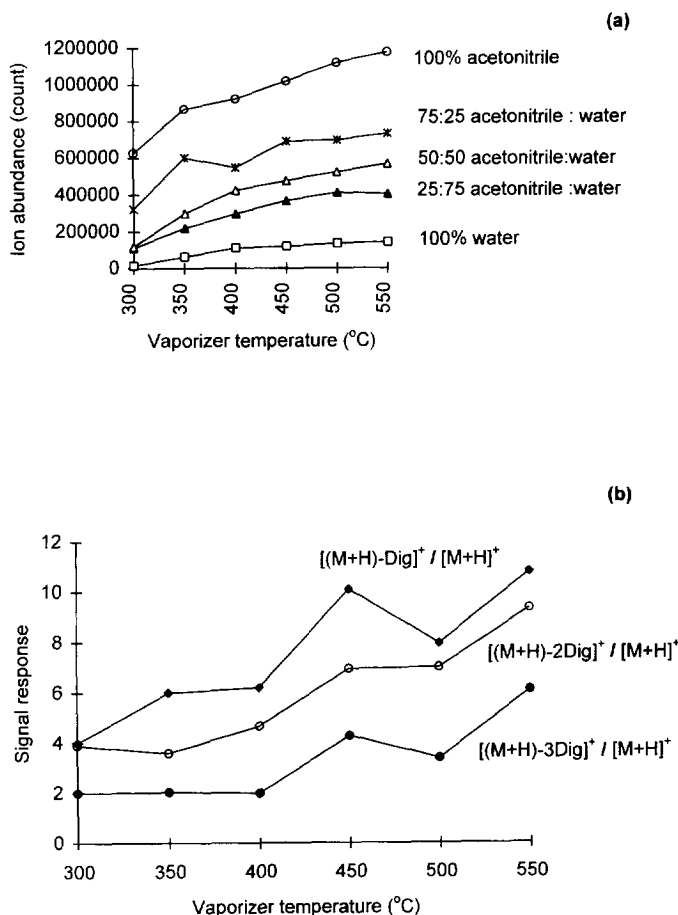 (a)
1200000
1000000
800000
600000
400000
200000
0
Ion abundance (count)
300
350
400
450
500
550
Vaporizer temperature (°C)
100% acetonitrile
75:25 acetonitrile : water
50:50 acetonitrile:water
25:75 acetonitrile :water
100% water
(b)
12
10
8
6
4
2
0
Signal response
[(M+H)-Dig]⁺ / [M+H]⁺
[(M+H)-2Dig]⁺ / [M+H]⁺
[(M+H)-3Dig]⁺ / [M+H]⁺
300 350 400 450 500 550
Vaporizer temperature (°C)